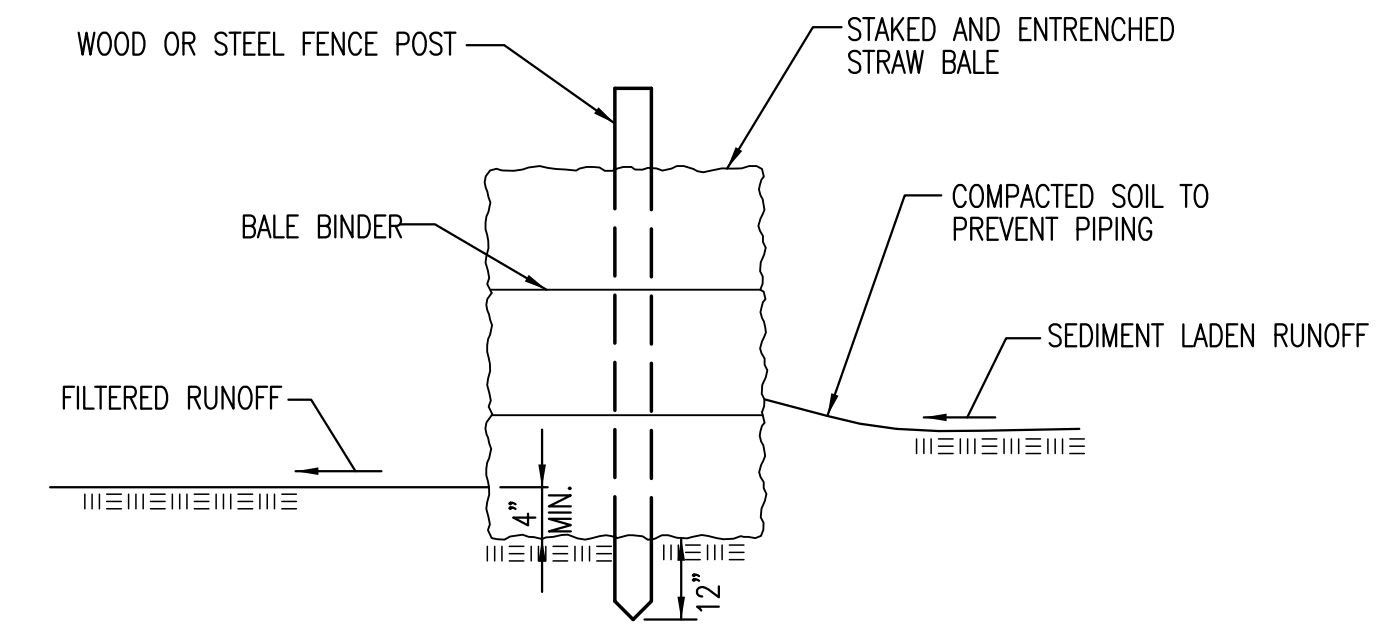 WOOD OR STEEL FENCE POST
STAKED AND ENTRENCHED
STRAW BALE
BALE BINDER
COMPACTED SOIL TO
PREVENT PIPING
SEDIMENT LADEN RUNOFF
FILTERED RUNOFF
4"
MIN.
12"